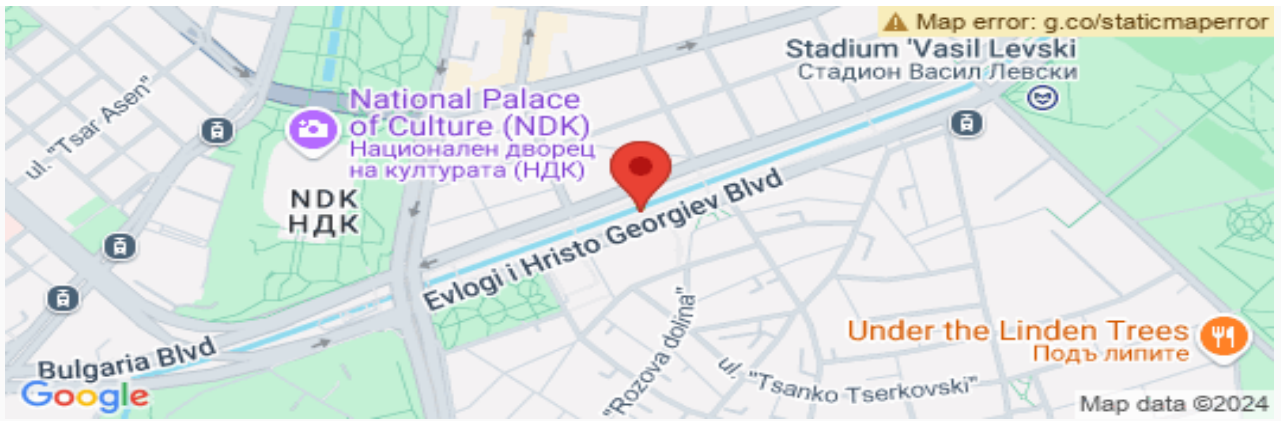 ⚠ Map error: g.co/staticmaperror
Stadium 'Vasil Levski
Стадион Васил Левски
ul. "Tsar Asen"
National Palace
of Culture (NDK)
Национален дворец
на културата (НДК)
NDK
НДК
Evlogi i Hristo Georgiev Blvd
"Rozova dolina"
Under the Linden Trees
Подъ липите
Bulgaria Blvd
ul. "Tsanko Tserkovski"
Google
Map data ©2024